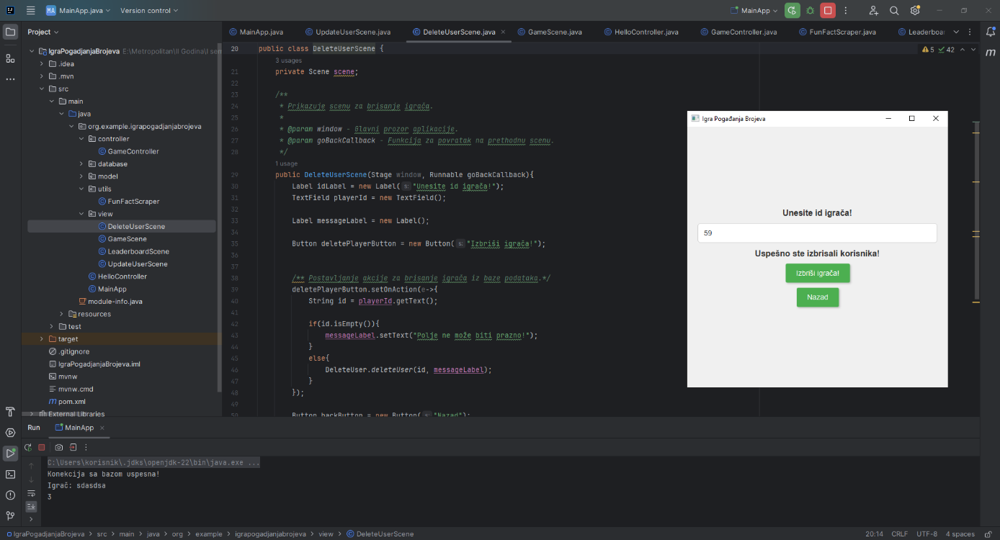 MA MainApp.java Version control MainApp
Project
MainApp.java UpdateUserScene.java DeleteUserScene.java GameScene.java HelloController.java GameController.java FunFactScraper.java
IgraPogadjanjaBrojeva E:\Metropolitan\II Godina\I sem
.idea
.mvn
src
main
java
org.example.igrapogadjanjabrojeva
controller
GameController
database
model
utils
FunFactScraper
view
DeleteUserScene
GameScene
LeaderboardScene
UpdateUserScene
HelloController
MainApp
module-info.java
resources
test
target
.gitignore
IgraPogadjanjaBrojeva.iml
mvnw
mvnw.cmd
pom.xml
External Libraries
5 42
20 public class DeleteUserScene {
3 usages
21 private Scene scene;
22
23 /**
24 * Prikazuje scenu za brisanje igrača.
25 *
26 * @param window - Glavni prozor aplikacije.
27 * @param goBackCallback - Funkcija za povratak na prethodnu scenu.
28 */
1 usage
29 public DeleteUserScene(Stage window, Runnable goBackCallback){
30 Label idLabel = new Label( s: "Unesite id igrača!");
31 TextField playerId = new TextField();
32
33 Label messageLabel = new Label();
34
35 Button deletePlayerButton = new Button( s: "Izbriši igrača!");
36
37
38 /** Postavljanje akcije za brisanje igrača iz baze podataka.*/
39 deletePlayerButton.setOnAction(e->{
40 String id = playerId.getText();
41
42 if(id.isEmpty()){
43 messageLabel.setText("Polje ne može biti prazno!");
44 }
45 else{
46 DeleteUser.deleteUser(id, messageLabel);
47 }
48 });
49
50 Button backButton = new Button( s: "Nazad");
Igra Pogađanja Brojeva
Unesite id igrača!
59
Uspešno ste izbrisali korisnika!
Izbriši igrača!
Nazad
Run MainApp
C:\Users\korisnik\.jdks\openjdk-22\bin\java.exe ...
Konekcija sa bazom uspesna!
Igrač: sdasdsa
3
IgraPogadjanjaBrojeva > src > main > java > org > example > igrapogadjanjabrojeva > view > DeleteUserScene
20:14 CRLF UTF-8 4 spaces